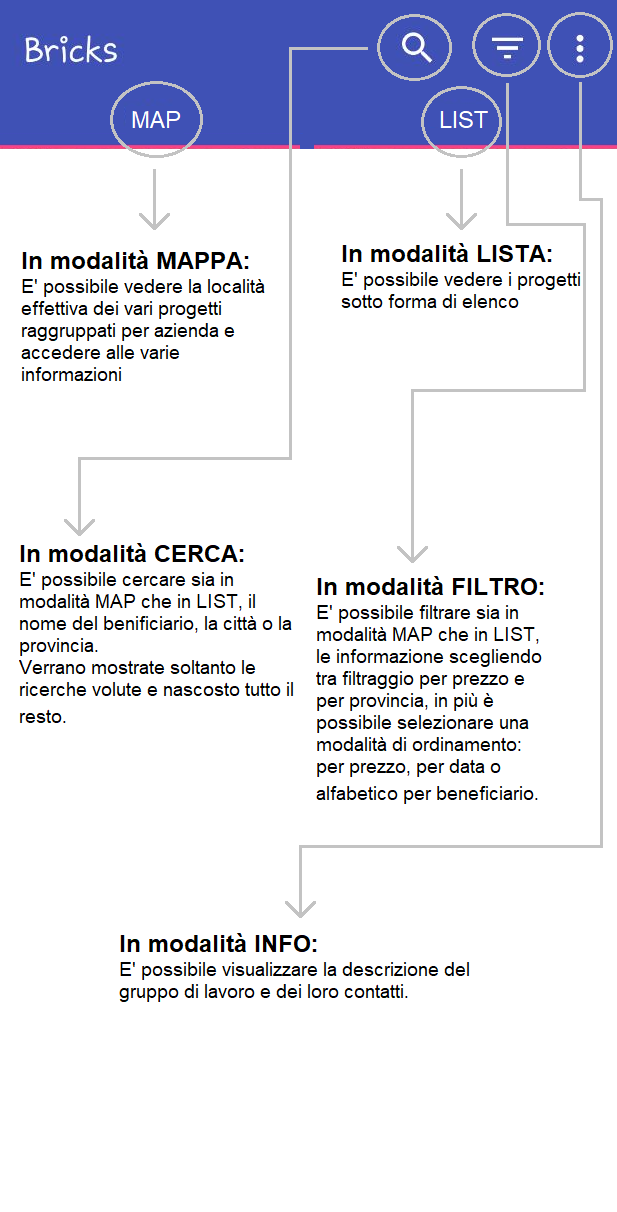 Bricks
MAP
LIST
In modalità MAPPA:
E' possibile vedere la località
effettiva dei vari progetti
raggruppati per azienda e
accedere alle varie
informazioni
In modalità LISTA:
E' possibile vedere i progetti
sotto forma di elenco
In modalità CERCA:
E' possibile cercare sia in
modalità MAP che in LIST, il
nome del benificiario, la città o la
provincia.
Verrano mostrate soltanto le
ricerche volute e nascosto tutto il
resto.
In modalità FILTRO:
E' possibile filtrare sia in
modalità MAP che in LIST,
le informazione scegliendo
tra filtraggio per prezzo e
per provincia, in più è
possibile selezionare una
modalità di ordinamento:
per prezzo, per data o
alfabetico per beneficiario.
In modalità INFO:
E' possibile visualizzare la descrizione del
gruppo di lavoro e dei loro contatti.